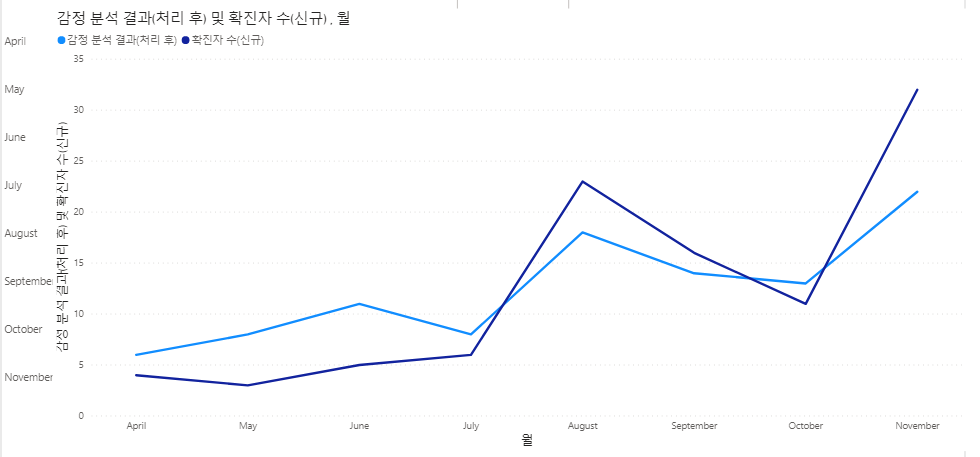 감정 분석 결과(처리 후) 및 확진자 수(신규) , 월
감정 분석 결과(처리 후) 확진자 수(신규)
April
May
June
July
August
September
October
November
감정 분석 결과(처리 후) 및 확진자 수(신규)
35
30
25
20
15
10
5
0
April May June July August September October November
월